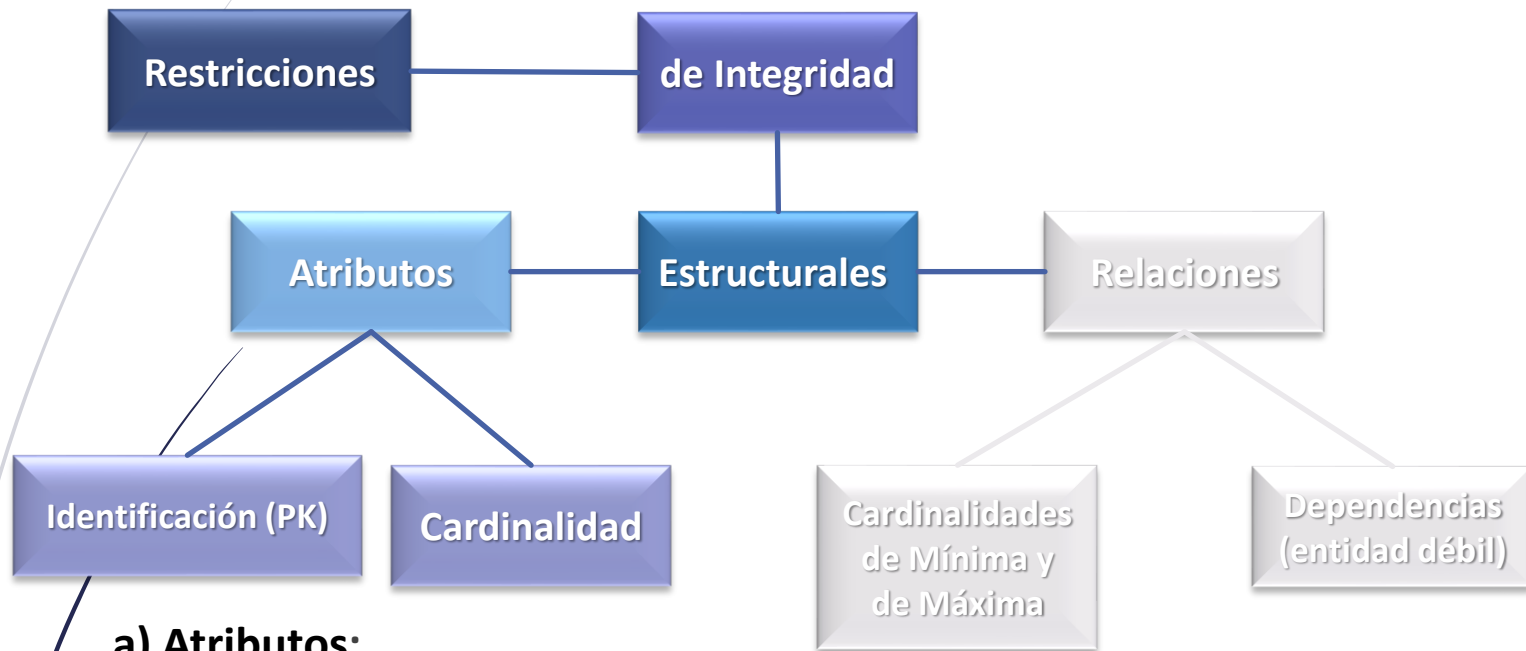 Restricciones
de Integridad
Atributos
Estructurales
Relaciones
Identificación (PK)
Cardinalidad
Cardinalidades
de Mínima y
de Máxima
Dependencias
(entidad débil)
a) Atributos: